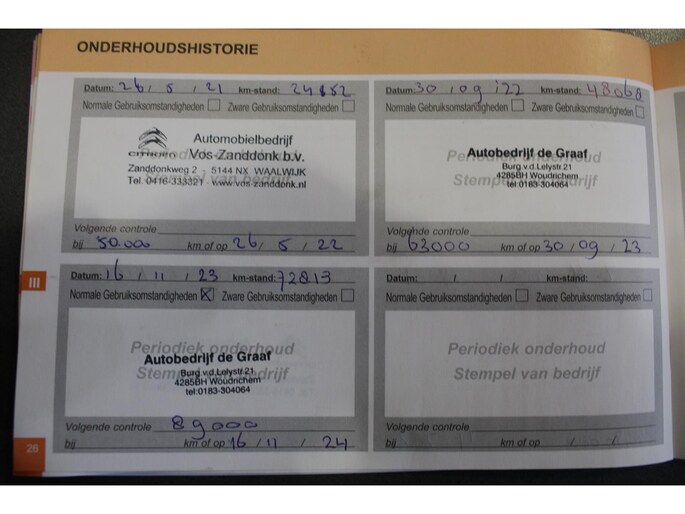 ONDERHOUDSHISTORIE
Datum: 26 / 5 / 21 km-stand: 24152
Normale Gebruiksomstandigheden Zware Gebruiksomstandigheden
Periodiek onderhoud
Stempel van bedrijf
CITROËN
Automobielbedrijf
Vos-Zanddonk b.v.
Zanddonkweg 2 5144 NX WAALWIJK
Tel. 0416-333321 - www.vos-zanddonk.nl
Volgende controle
bij 50.000 km of op 26/ 5 / 22
Datum: 30 / 09 / 22 km-stand: 48068
Normale Gebruiksomstandigheden Zware Gebruiksomstandigheden
Periodiek onderhoud
Stempel van bedrijf
Autobedrijf de Graaf
Burg.v.d.Lelystr.21
4285BH Woudrichem
tel:0183-304064
Volgende controle
bij 63000 km of op 30 / 09 / 23
III
Datum: 16 / 11 / 23 km-stand: 72813
Normale Gebruiksomstandigheden X Zware Gebruiksomstandigheden
Periodiek onderhoud
Stempel van bedrijf
Autobedrijf de Graaf
Burg.v.d.Lelystr.21
4285BH Woudrichem
tel:0183-304064
Volgende controle 89000
bij km of op 16 / 11 / 24
Datum: / / km-stand:
Normale Gebruiksomstandigheden Zware Gebruiksomstandigheden
Periodiek onderhoud
Stempel van bedrijf
Volgende controle
bij km of op / /
26